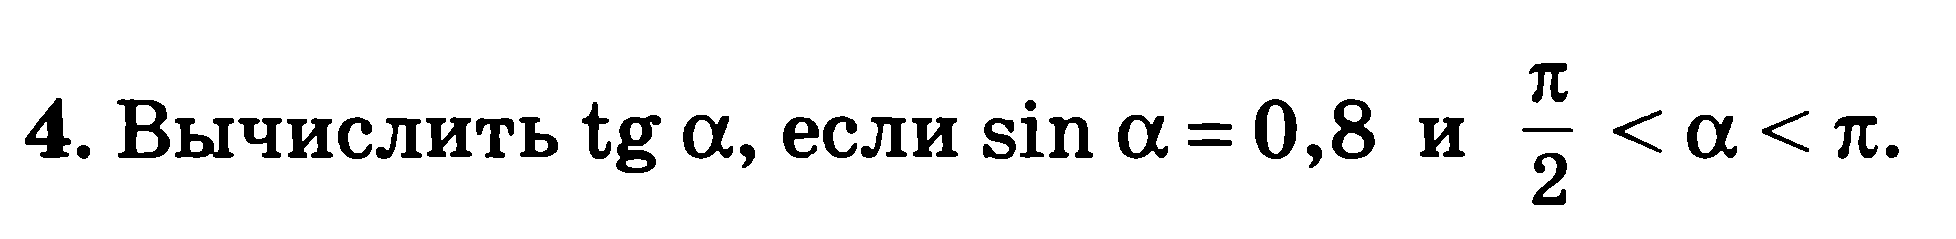 4. Вычислить tg α, если sin α = 0,8 и π/2 < α < π.